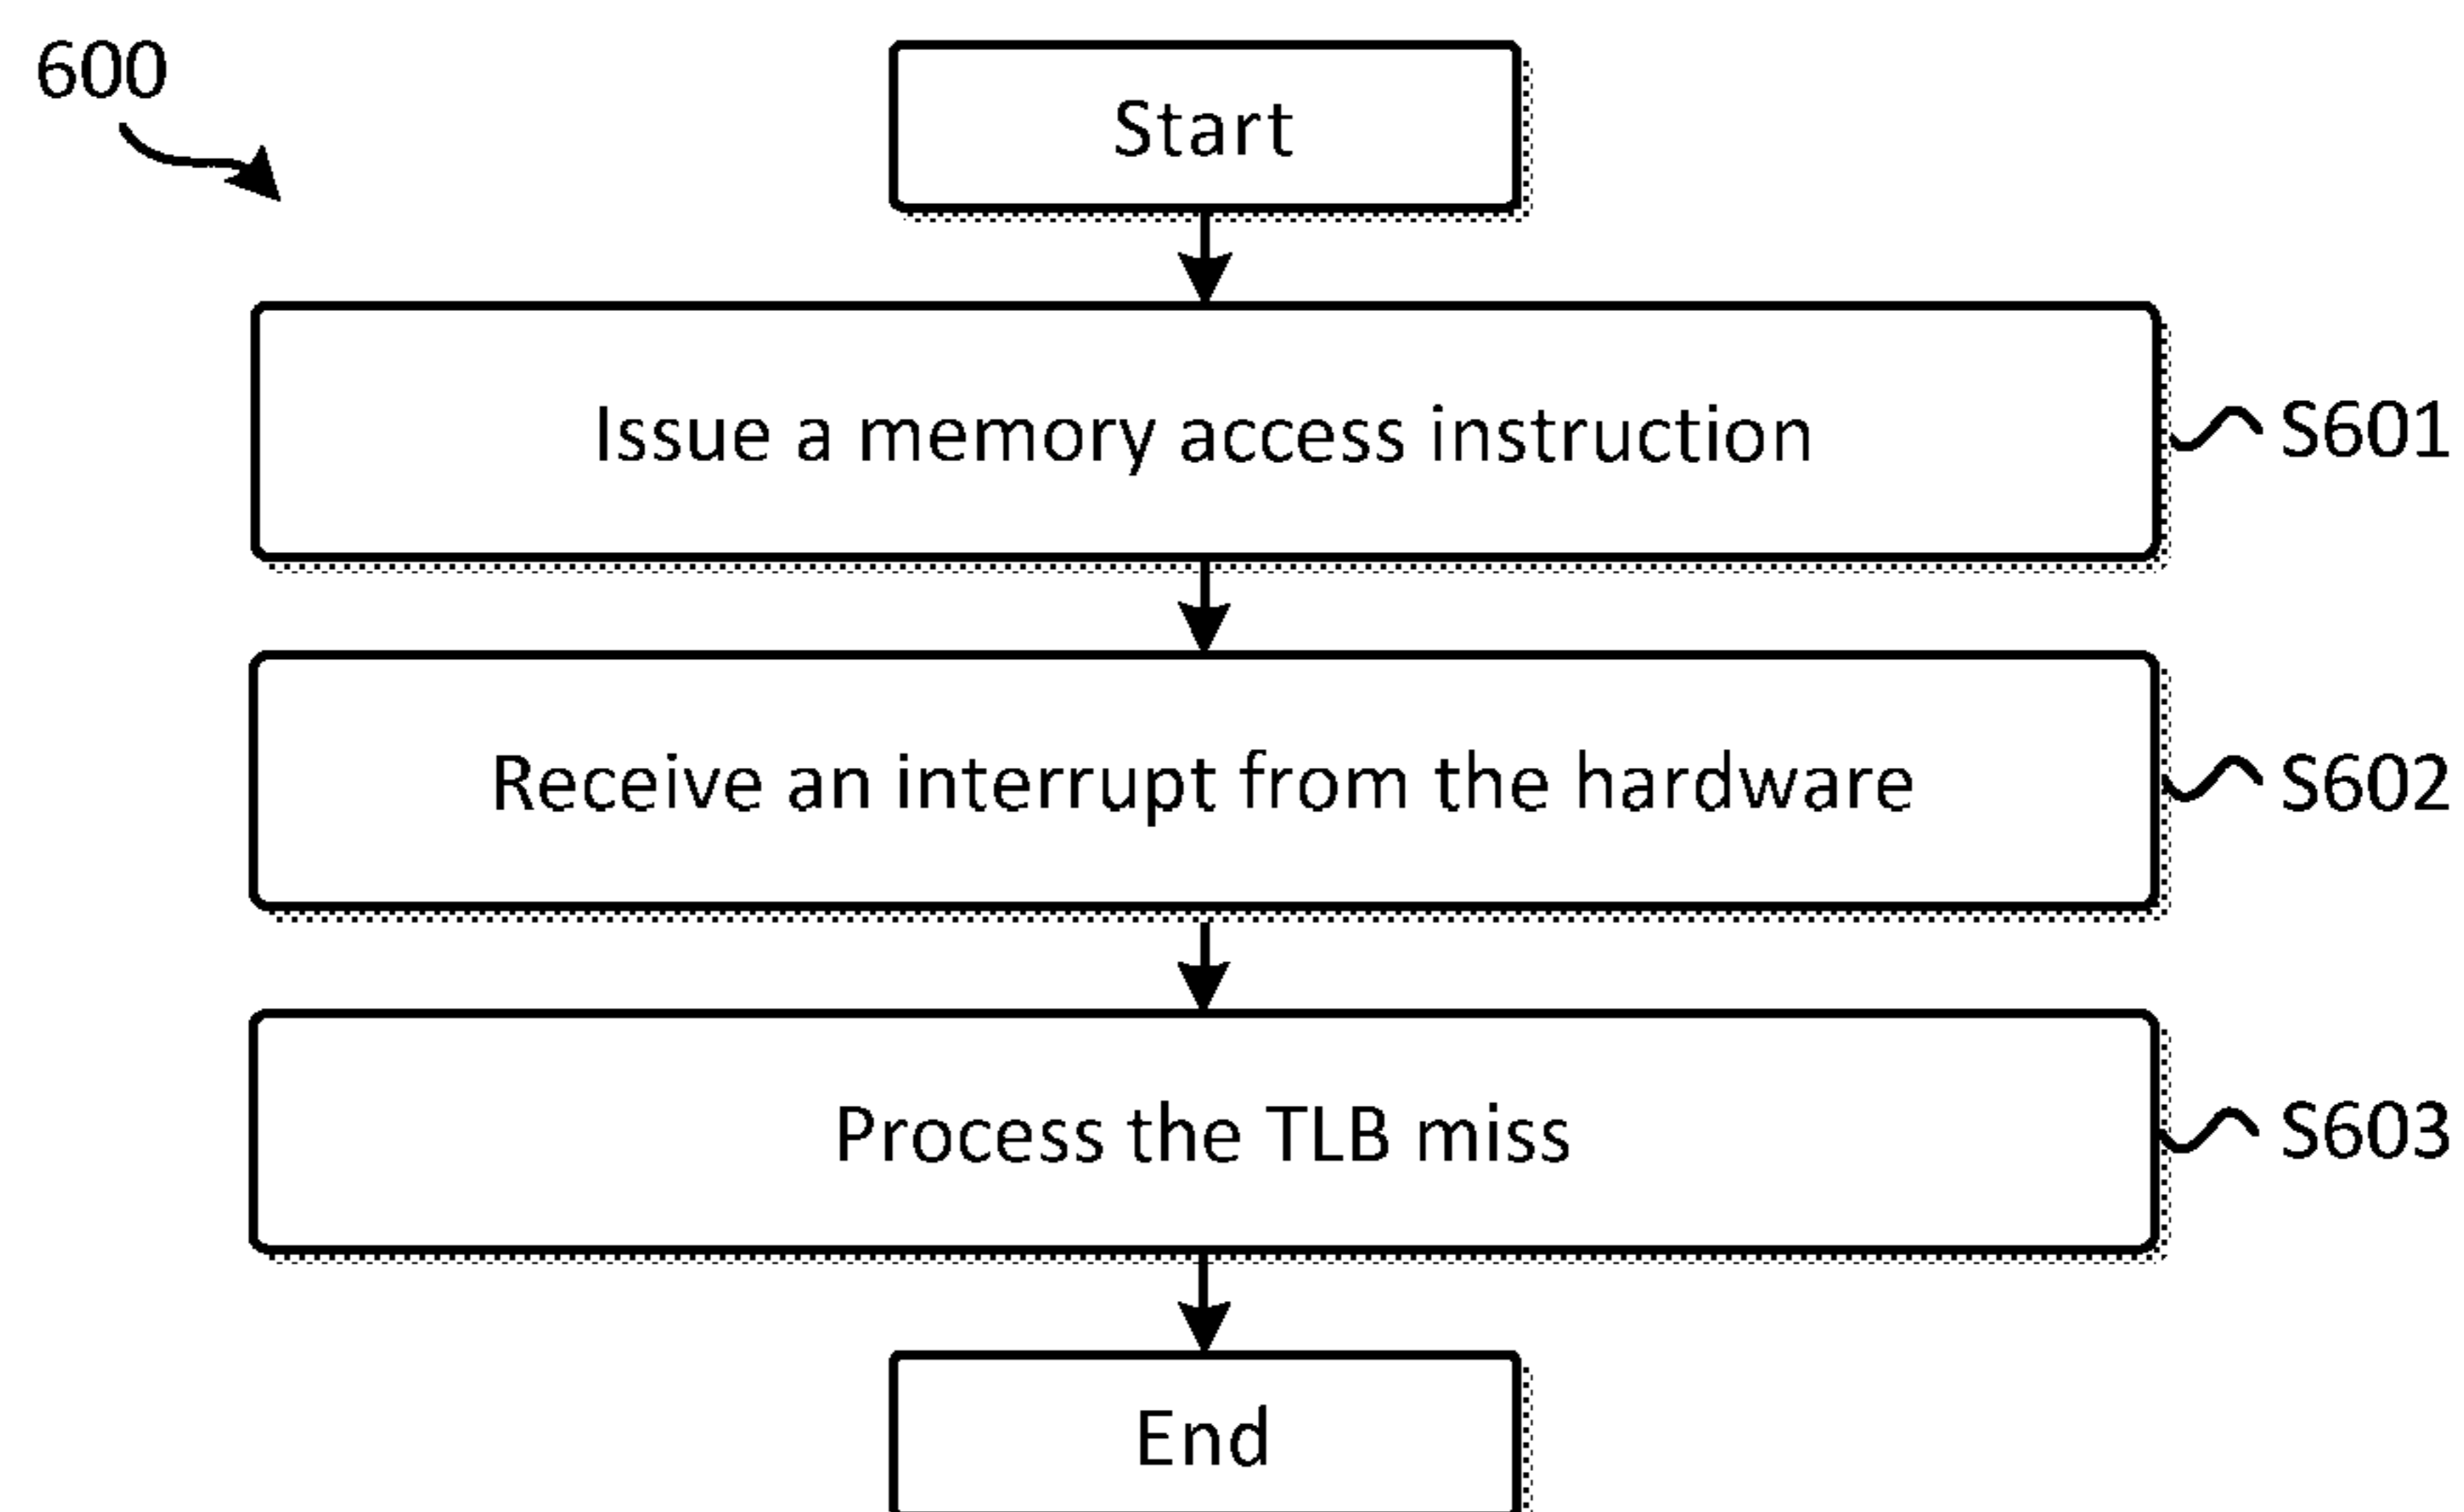 600
Start
Issue a memory access instruction
S601
Receive an interrupt from the hardware
S602
Process the TLB miss
S603
End